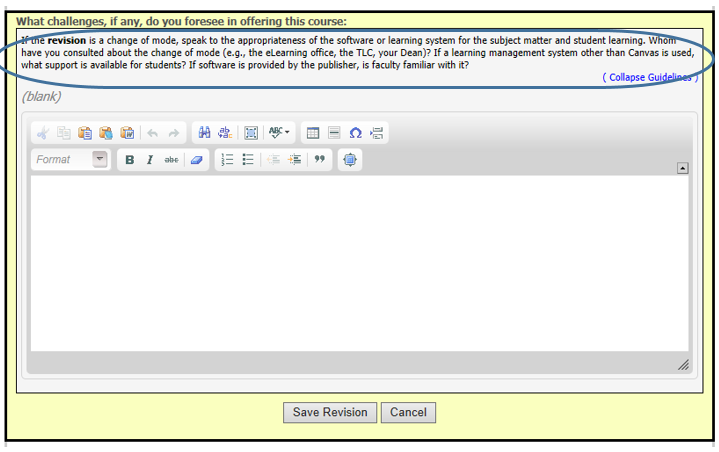 What challenges, if any, do you foresee in offering this course:
If the revision is a change of mode, speak to the appropriateness of the software or learning system for the subject matter and student learning. Whom
have you consulted about the change of mode (e.g., the eLearning office, the TLC, your Dean)? If a learning management system other than Canvas is used,
what support is available for students? If software is provided by the publisher, is faculty familiar with it?
( Collapse Guidelines )
(blank)
ABC
Format B I abc
Save Revision Cancel